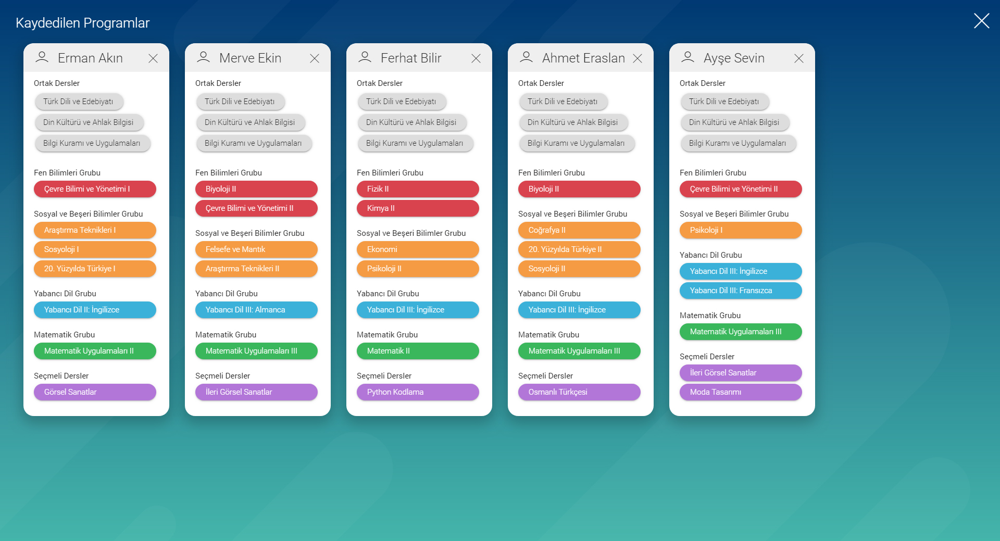 Kaydedilen Programlar
Erman Akın
Ortak Dersler
Türk Dili ve Edebiyatı
Din Kültürü ve Ahlak Bilgisi
Bilgi Kuramı ve Uygulamaları
Fen Bilimleri Grubu
Çevre Bilimi ve Yönetimi I
Sosyal ve Beşeri Bilimler Grubu
Araştırma Teknikleri I
Sosyoloji I
20. Yüzyılda Türkiye I
Yabancı Dil Grubu
Yabancı Dil II: İngilizce
Matematik Grubu
Matematik Uygulamaları II
Seçmeli Dersler
Görsel Sanatlar
Merve Ekin
Ortak Dersler
Türk Dili ve Edebiyatı
Din Kültürü ve Ahlak Bilgisi
Bilgi Kuramı ve Uygulamaları
Fen Bilimleri Grubu
Biyoloji II
Çevre Bilimi ve Yönetimi II
Sosyal ve Beşeri Bilimler Grubu
Felsefe ve Mantık
Araştırma Teknikleri II
Yabancı Dil Grubu
Yabancı Dil III: Almanca
Matematik Grubu
Matematik Uygulamaları III
Seçmeli Dersler
İleri Görsel Sanatlar
Ferhat Bilir
Ortak Dersler
Türk Dili ve Edebiyatı
Din Kültürü ve Ahlak Bilgisi
Bilgi Kuramı ve Uygulamaları
Fen Bilimleri Grubu
Fizik II
Kimya II
Sosyal ve Beşeri Bilimler Grubu
Ekonomi
Psikoloji II
Yabancı Dil Grubu
Yabancı Dil III: İngilizce
Matematik Grubu
Matematik II
Seçmeli Dersler
Python Kodlama
Ahmet Eraslan
Ortak Dersler
Türk Dili ve Edebiyatı
Din Kültürü ve Ahlak Bilgisi
Bilgi Kuramı ve Uygulamaları
Fen Bilimleri Grubu
Biyoloji II
Sosyal ve Beşeri Bilimler Grubu
Coğrafya II
20. Yüzyılda Türkiye II
Sosyoloji II
Yabancı Dil Grubu
Yabancı Dil III: İngilizce
Matematik Grubu
Matematik Uygulamaları III
Seçmeli Dersler
Osmanlı Türkçesi
Ayşe Sevin
Ortak Dersler
Türk Dili ve Edebiyatı
Din Kültürü ve Ahlak Bilgisi
Bilgi Kuramı ve Uygulamaları
Fen Bilimleri Grubu
Çevre Bilimi ve Yönetimi II
Sosyal ve Beşeri Bilimler Grubu
Psikoloji I
Yabancı Dil Grubu
Yabancı Dil III: İngilizce
Yabancı Dil III: Fransızca
Matematik Grubu
Matematik Uygulamaları III
Seçmeli Dersler
İleri Görsel Sanatlar
Moda Tasarımı